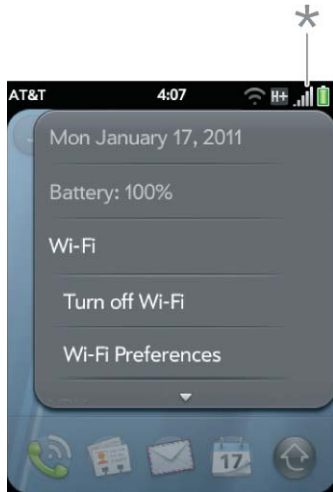 *
AT&T 4:07 H+
Mon January 17, 2011
Battery: 100%
Wi-Fi
Turn off Wi-Fi
Wi-Fi Preferences
17